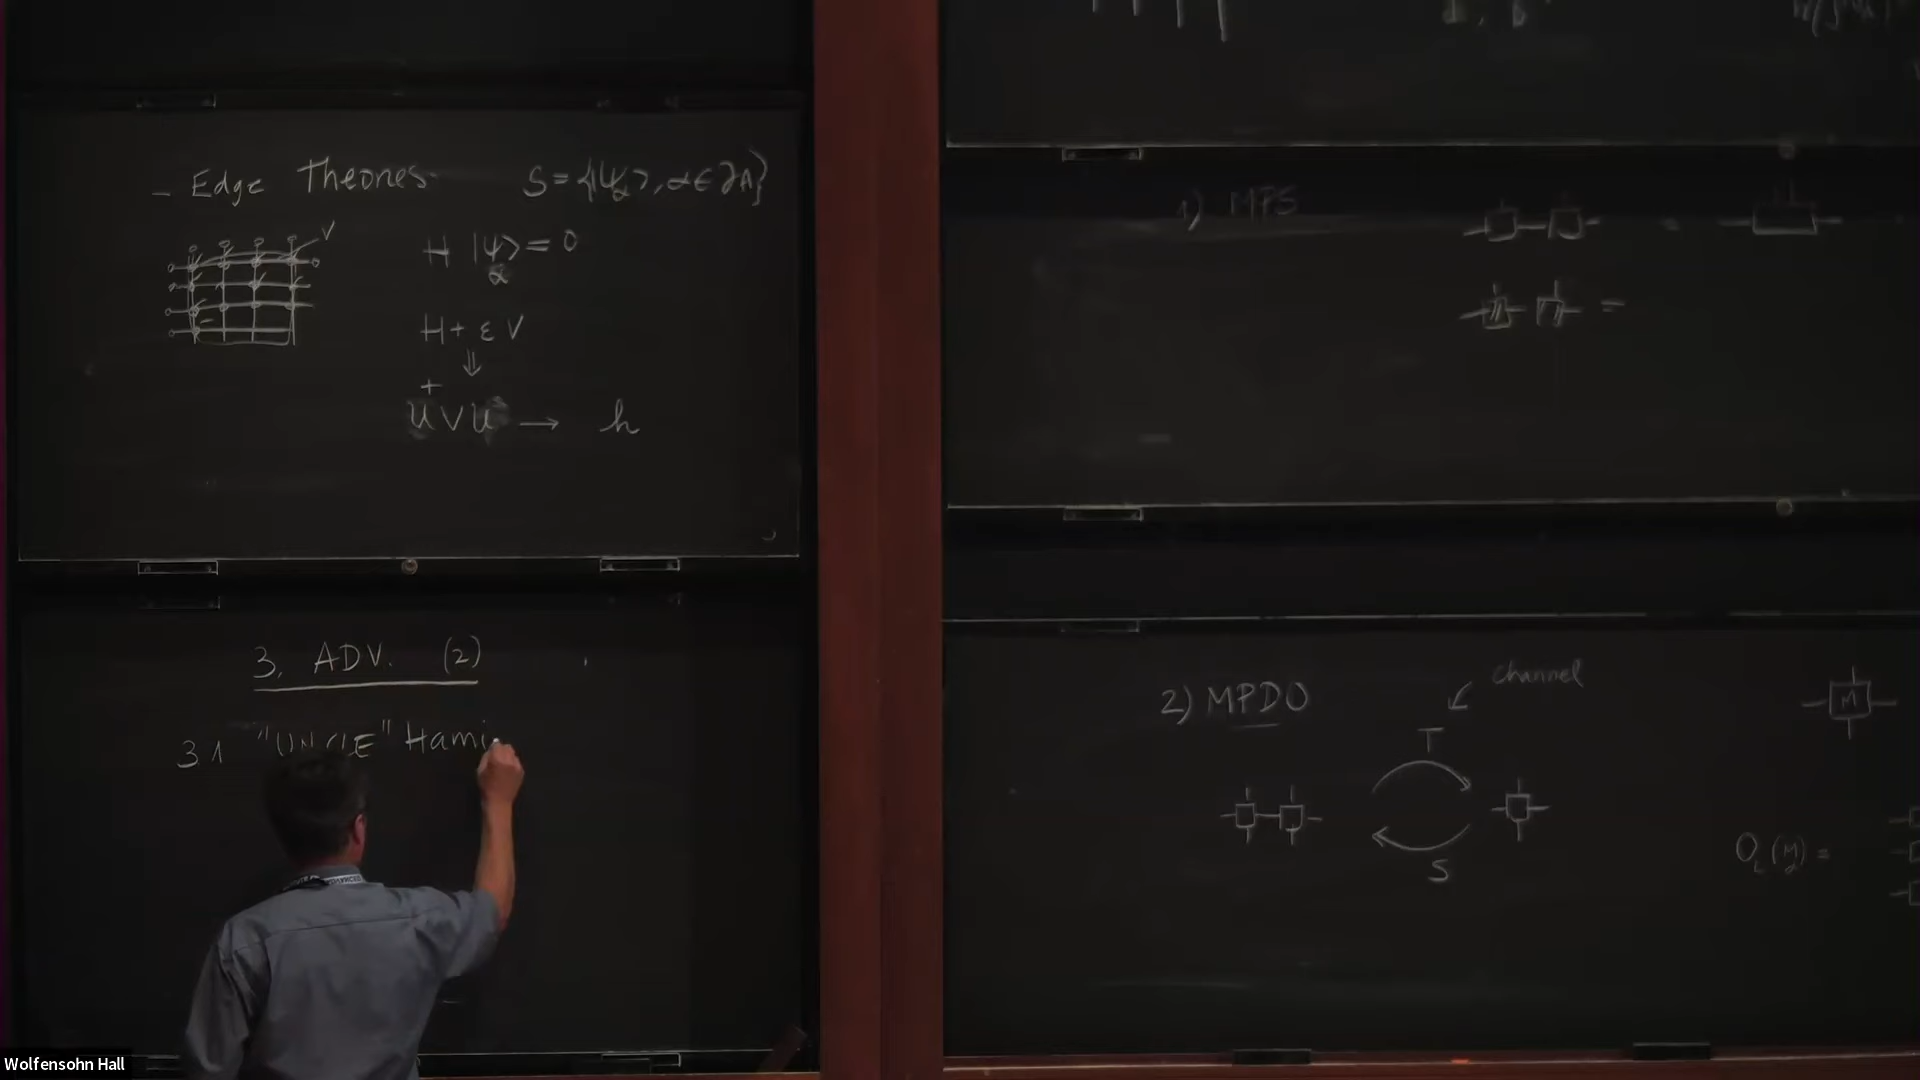 - Edge Theories. S = {|ψ_α>, α ∈ ∂A}
V
H |ψ_α> = 0
H + ε V
⇓
U⁺ V U → h
3. ADV. (2)
3.1 "UNCLE" Hami
1) MPS
=
2) MPDO
channel
T
S
M
O_L(M) =
Wolfensohn Hall